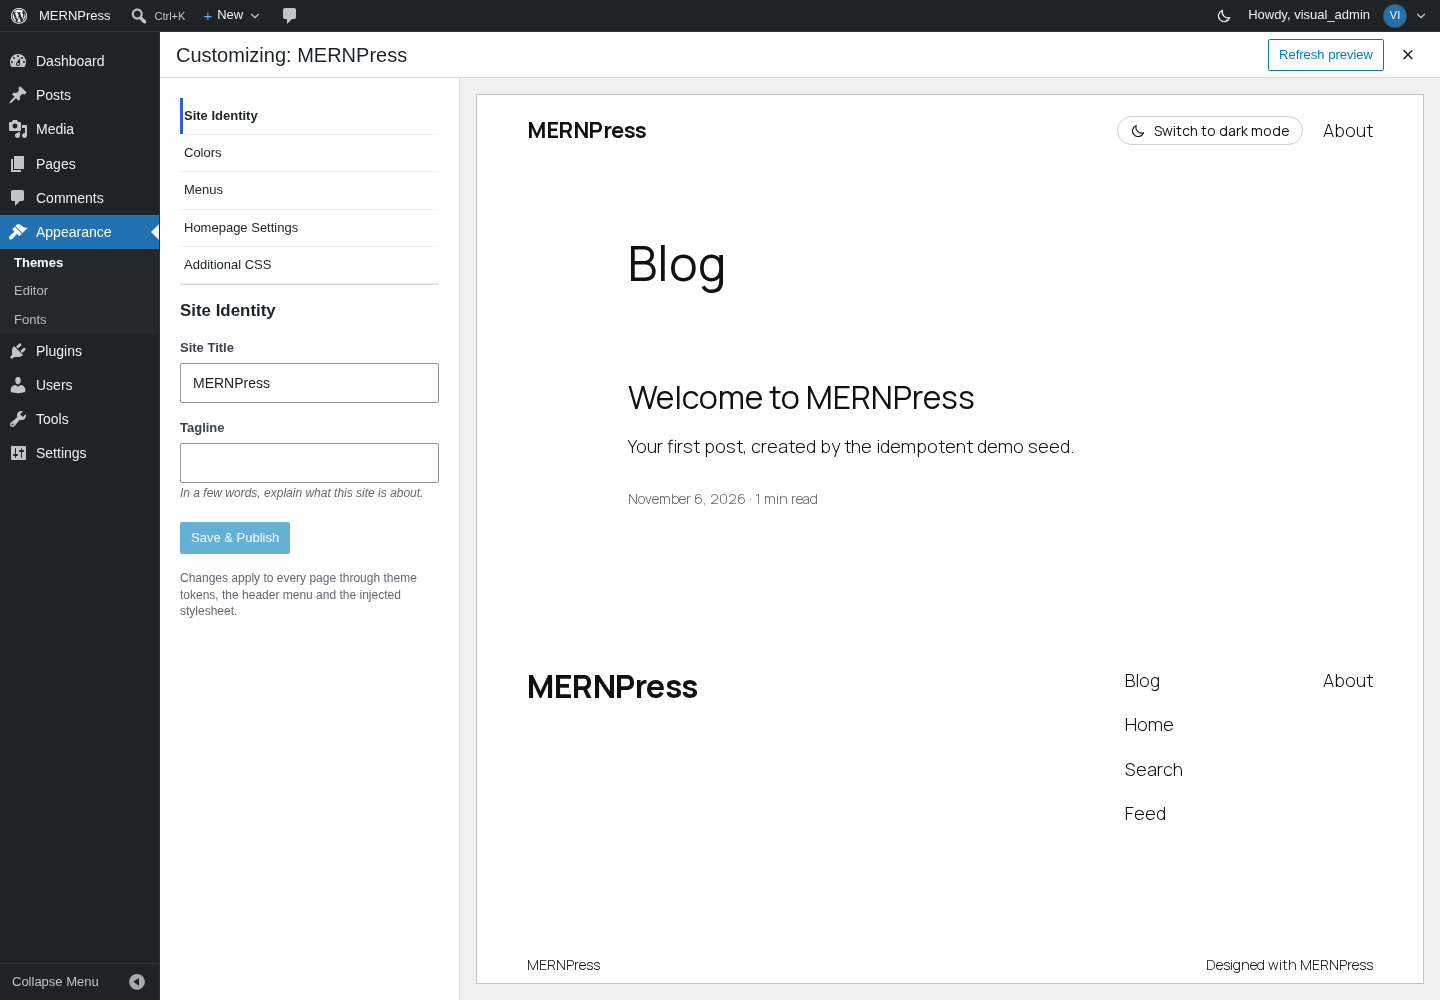 MERNPress
Ctrl+K
+ New
Howdy, visual_admin
VI
Dashboard
Posts
Media
Pages
Comments
Appearance
Themes
Editor
Fonts
Plugins
Users
Tools
Settings
Collapse Menu
Customizing: MERNPress
Refresh preview
×
Site Identity
Colors
Menus
Homepage Settings
Additional CSS
Site Identity
Site Title
MERNPress
Tagline
In a few words, explain what this site is about.
Save & Publish
Changes apply to every page through theme
tokens, the header menu and the injected
stylesheet.
MERNPress
Switch to dark mode
About
Blog
Welcome to MERNPress
Your first post, created by the idempotent demo seed.
November 6, 2026 · 1 min read
MERNPress
Blog
Home
Search
Feed
About
MERNPress
Designed with MERNPress